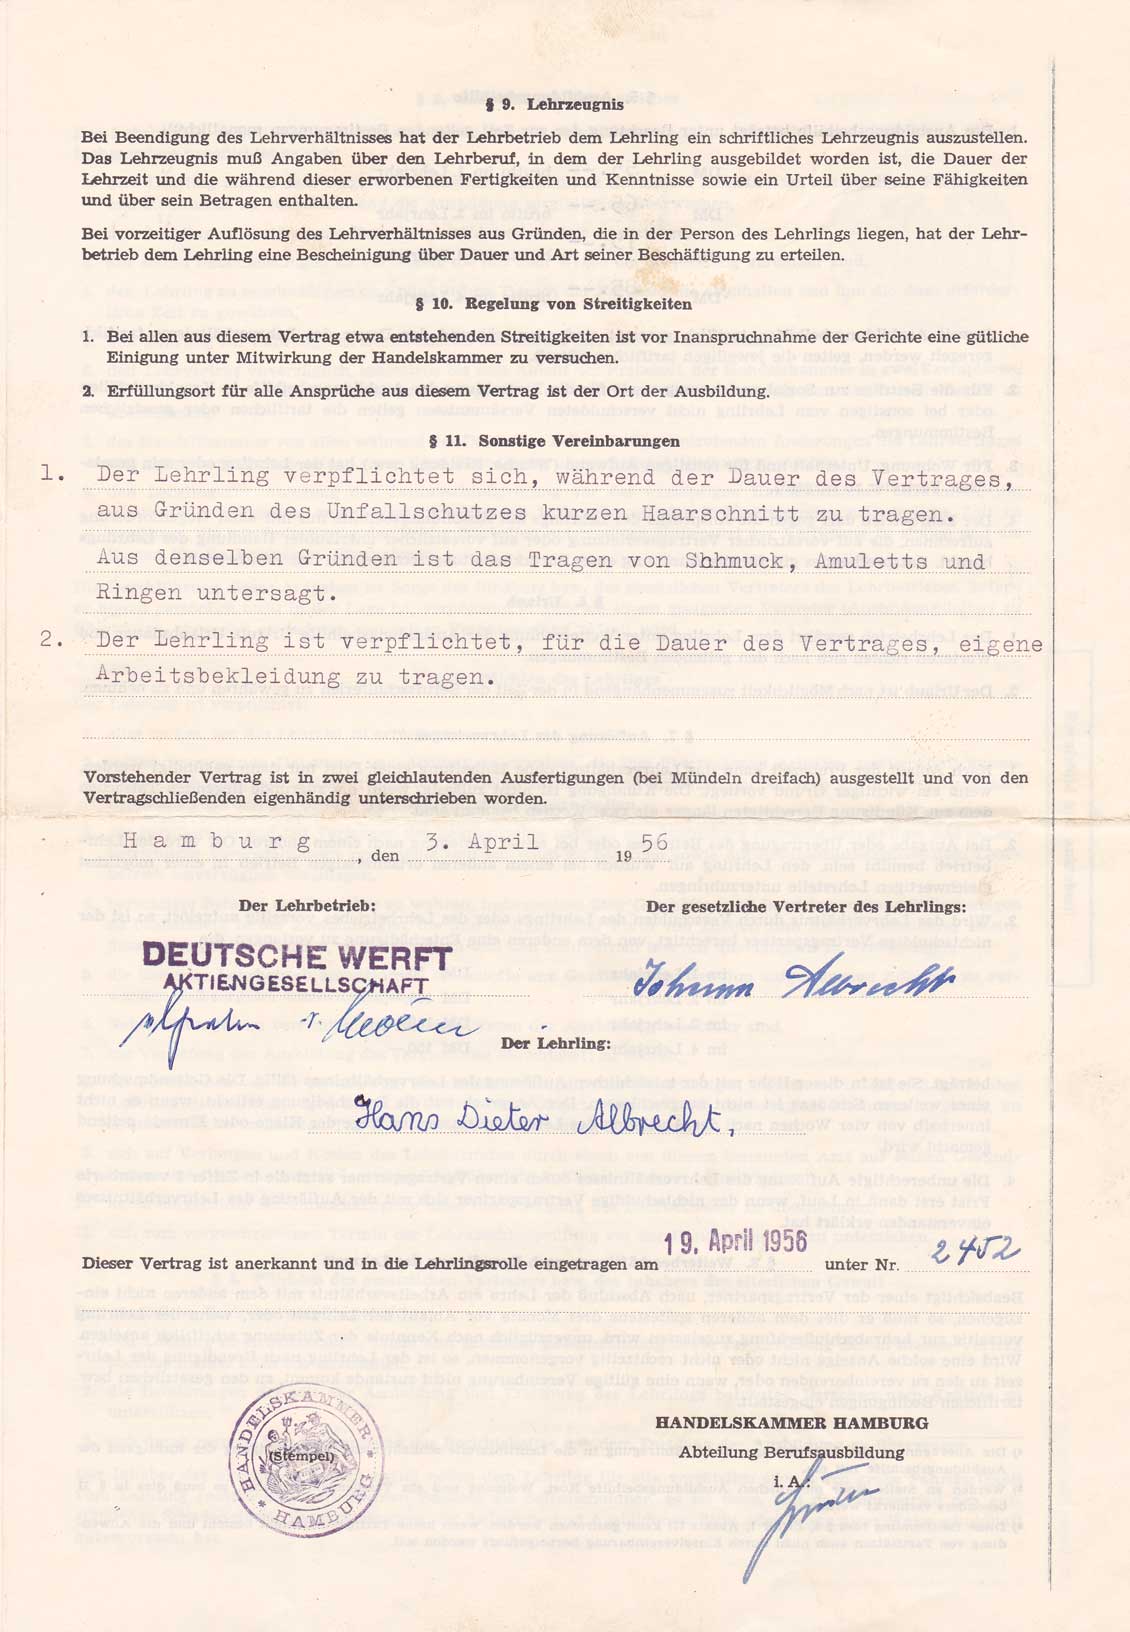 § 9. Lehrzeugnis
Bei Beendigung des Lehrverhältnisses hat der Lehrbetrieb dem Lehrling ein schriftliches Lehrzeugnis auszustellen.
Das Lehrzeugnis muß Angaben über den Lehrberuf, in dem der Lehrling ausgebildet worden ist, die Dauer der
Lehrzeit und die während dieser erworbenen Fertigkeiten und Kenntnisse sowie ein Urteil über seine Fähigkeiten
und über sein Betragen enthalten.
Bei vorzeitiger Auflösung des Lehrverhältnisses aus Gründen, die in der Person des Lehrlings liegen, hat der Lehr-
betrieb dem Lehrling eine Bescheinigung über Dauer und Art seiner Beschäftigung zu erteilen.
§ 10. Regelung von Streitigkeiten
1. Bei allen aus diesem Vertrag etwa entstehenden Streitigkeiten ist vor Inanspruchnahme der Gerichte eine gütliche
Einigung unter Mitwirkung der Handelskammer zu versuchen.
2. Erfüllungsort für alle Ansprüche aus diesem Vertrag ist der Ort der Ausbildung.
§ 11. Sonstige Vereinbarungen
1. Der Lehrling verpflichtet sich, während der Dauer des Vertrages,
aus Gründen des Unfallschutzes kurzen Haarschnitt zu tragen.
Aus denselben Gründen ist das Tragen von Shhmuck, Amuletts und
Ringen untersagt.
2. Der Lehrling ist verpflichtet, für die Dauer des Vertrages, eigene
Arbeitsbekleidung zu tragen.
Vorstehender Vertrag ist in zwei gleichlautenden Ausfertigungen (bei Mündeln dreifach) ausgestellt und von den
Vertragschließenden eigenhändig unterschrieben worden.
Hamburg, den 3. April 1956
Der Lehrbetrieb: Der gesetzliche Vertreter des Lehrlings:
DEUTSCHE WERFT
AKTIENGESELLSCHAFT
Johann Albrecht
Der Lehrling:
Hans Dieter Albrecht,
Dieser Vertrag ist anerkannt und in die Lehrlingsrolle eingetragen am 19. April 1956 unter Nr. 2452
HANDELSKAMMER
(Stempel)
* HAMBURG *
HANDELSKAMMER HAMBURG
Abteilung Berufsausbildung
i. A.: